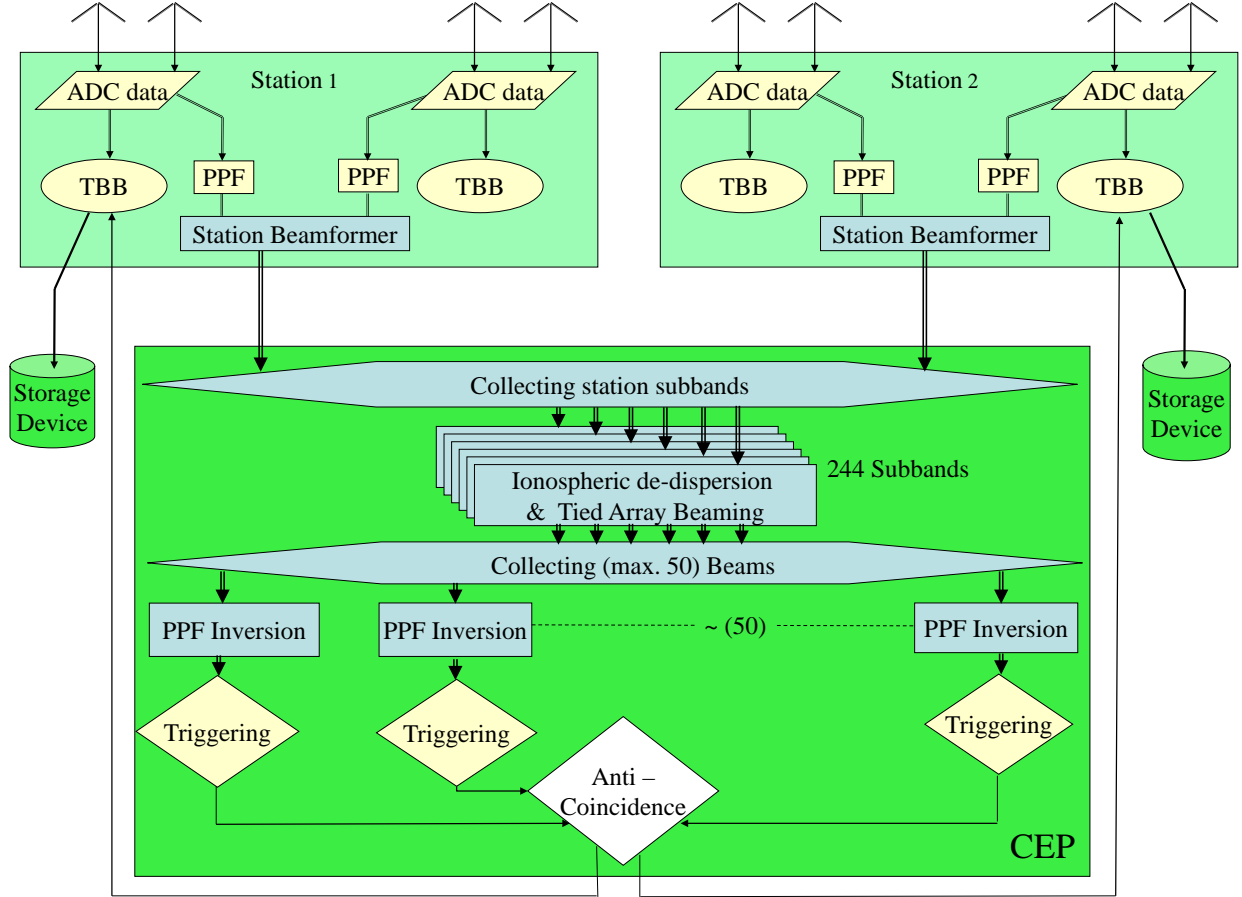 Station 1
Station 2
ADC data
ADC data
ADC data
ADC data
TBB
PPF
PPF
TBB
TBB
PPF
PPF
TBB
Station Beamformer
Station Beamformer
Storage
Device
Storage
Device
Collecting station subbands
244 Subbands
Ionospheric de-dispersion
& Tied Array Beaming
Collecting (max. 50) Beams
PPF Inversion
PPF Inversion
~ (50)
PPF Inversion
Triggering
Triggering
Triggering
Anti –
Coincidence
CEP